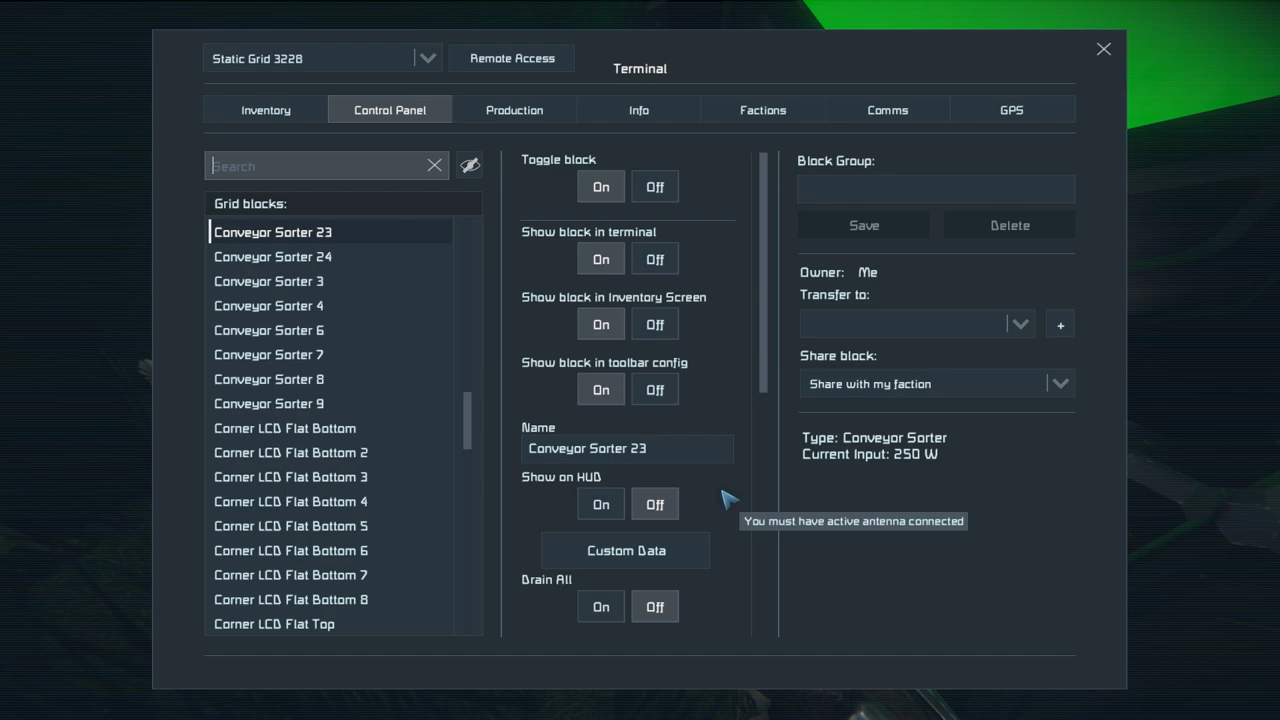 Static Grid 3228
Remote Access
Terminal
Inventory
Control Panel
Production
Info
Factions
Comms
GPS
Search
Grid blocks:
Conveyor Sorter 23
Conveyor Sorter 24
Conveyor Sorter 3
Conveyor Sorter 4
Conveyor Sorter 6
Conveyor Sorter 7
Conveyor Sorter 8
Conveyor Sorter 9
Corner LCD Flat Bottom
Corner LCD Flat Bottom 2
Corner LCD Flat Bottom 3
Corner LCD Flat Bottom 4
Corner LCD Flat Bottom 5
Corner LCD Flat Bottom 6
Corner LCD Flat Bottom 7
Corner LCD Flat Bottom 8
Corner LCD Flat Top
Toggle block
On Off
Show block in terminal
On Off
Show block in Inventory Screen
On Off
Show block in toolbar config
On Off
Name
Conveyor Sorter 23
Show on HUD
On Off
You must have active antenna connected
Custom Data
Drain All
On Off
Block Group:
Save
Delete
Owner: Me
Transfer to:
+
Share block:
Share with my faction
Type: Conveyor Sorter
Current Input: 250 W